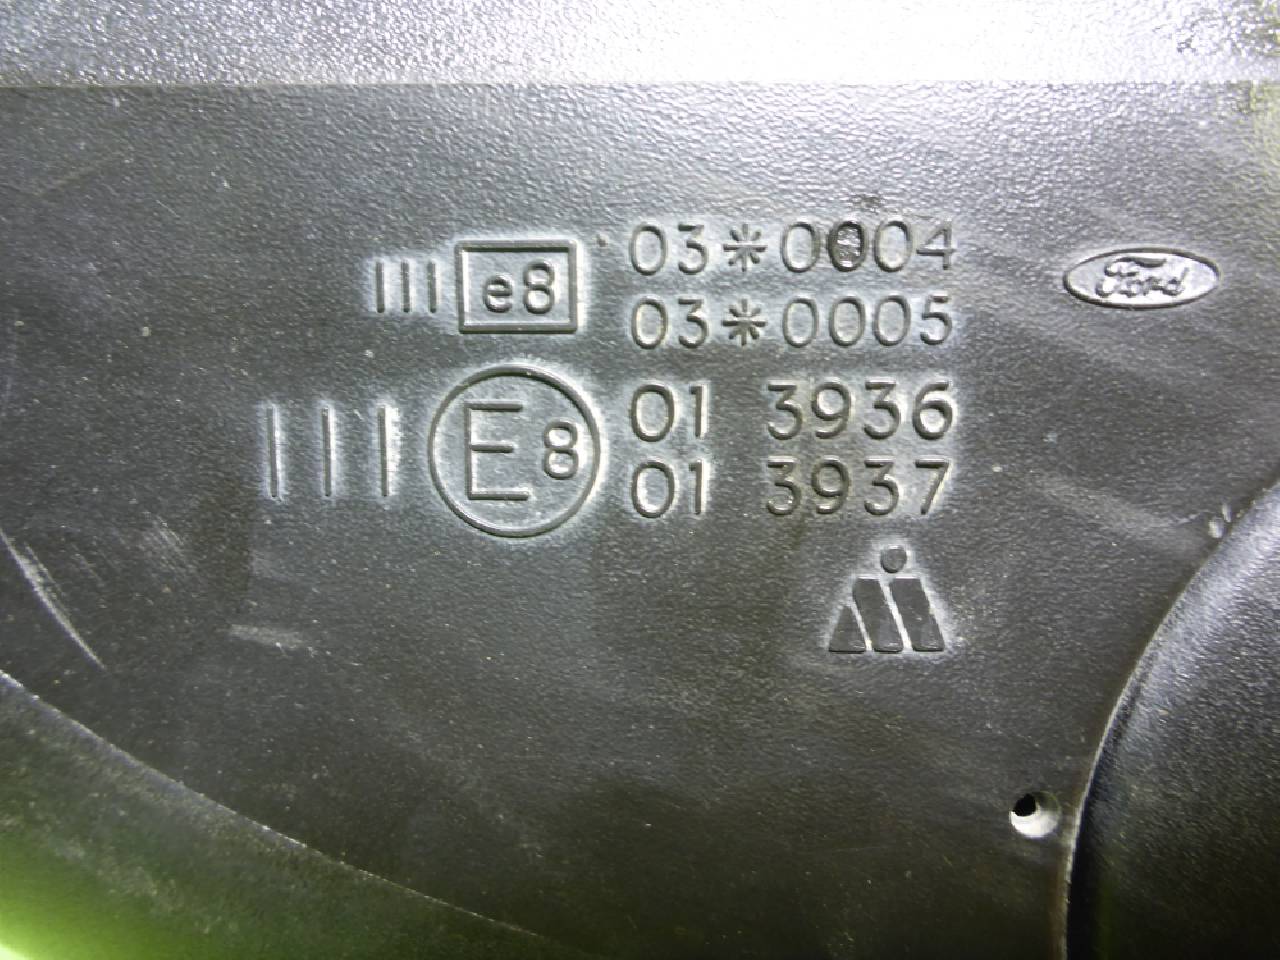 III e8 03*0004
03*0005
Ford
III E8 01 3936
01 3937